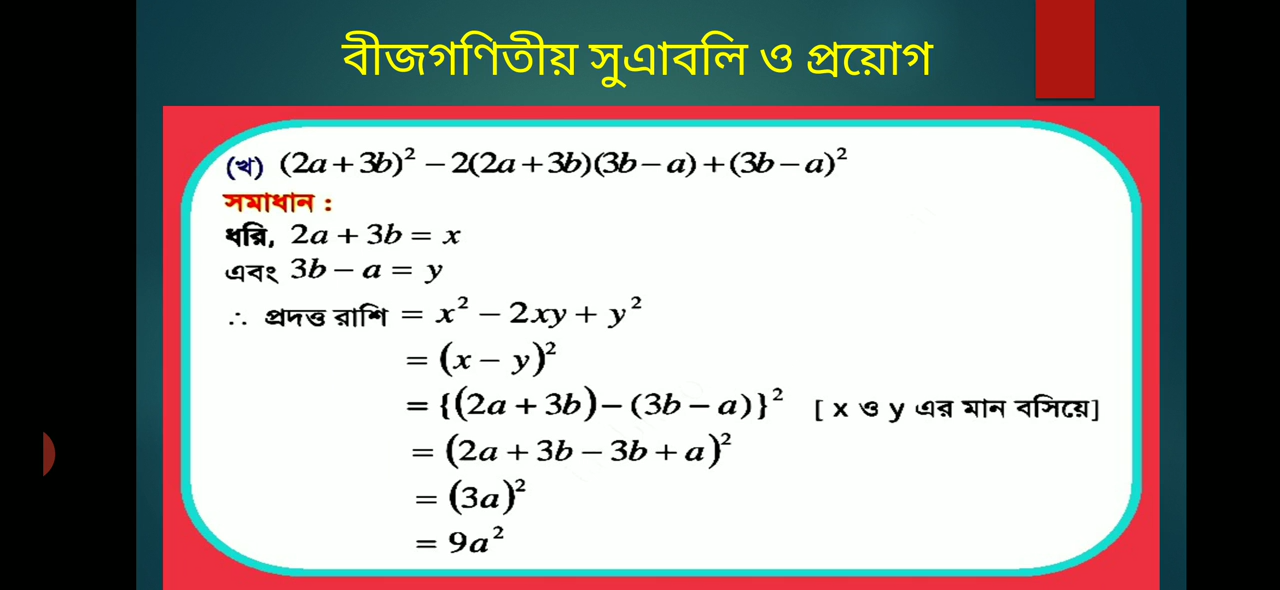 বীজগণিতীয় সুএাবলি ও প্রয়োগ
(খ) (2a + 3b)² − 2(2a + 3b)(3b − a) + (3b − a)²
সমাধান :
ধরি, 2a + 3b = x
এবং 3b − a = y
∴ প্রদত্ত রাশি = x² − 2xy + y²
= (x − y)²
= {(2a + 3b) − (3b − a)}² [ x ও y এর মান বসিয়ে]
= (2a + 3b − 3b + a)²
= (3a)²
= 9a²